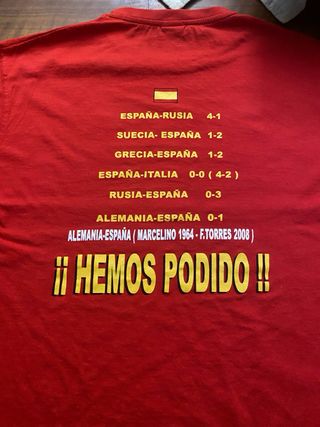 ESPAÑA-RUSIA 4-1
SUECIA- ESPAÑA 1-2
GRECIA-ESPAÑA 1-2
ESPAÑA-ITALIA 0-0 ( 4-2 )
RUSIA-ESPAÑA 0-3
ALEMANIA-ESPAÑA 0-1
ALEMANIA-ESPAÑA ( MARCELINO 1964 - F.TORRES 2008 )
¡¡ HEMOS PODIDO !!